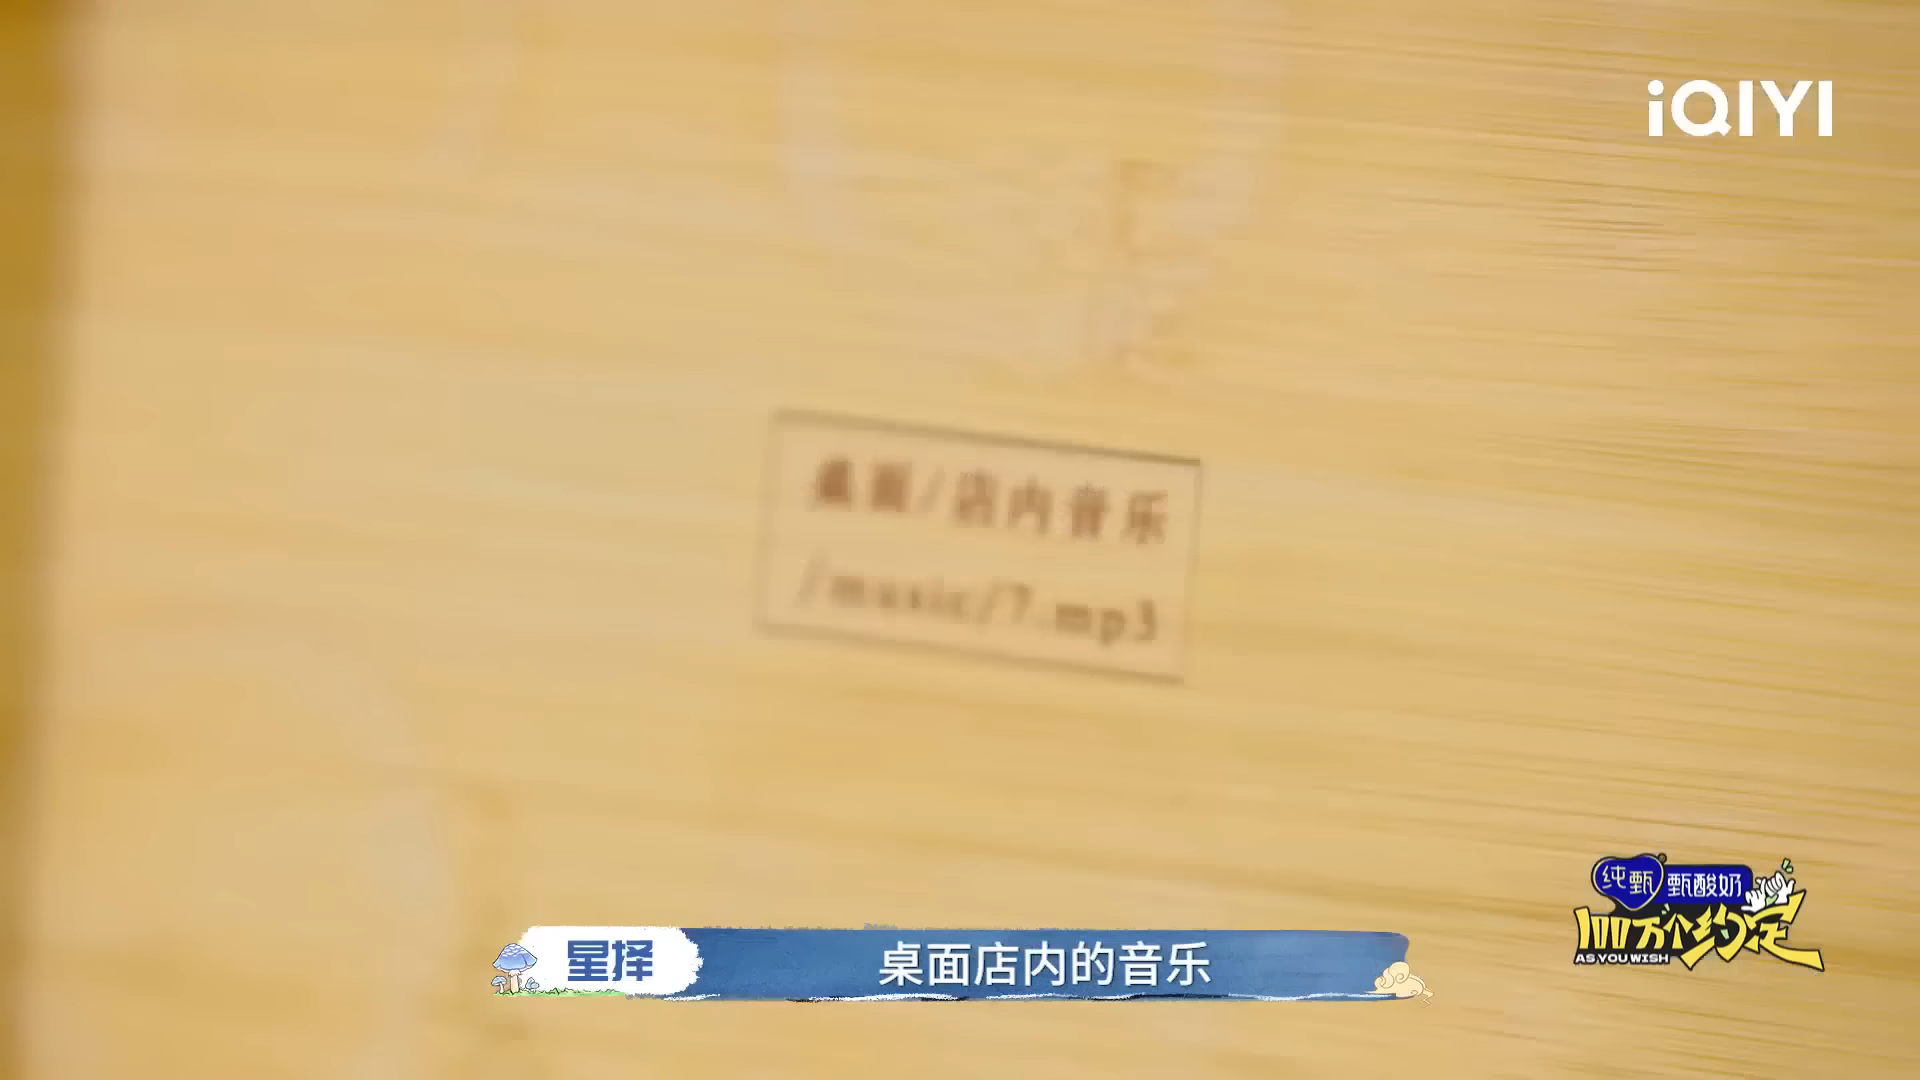 iQIYI
桌面/店内音乐
/music/7.mp3
纯甄 甄酸奶
100万个约定
AS YOU WISH
星择
桌面店内的音乐